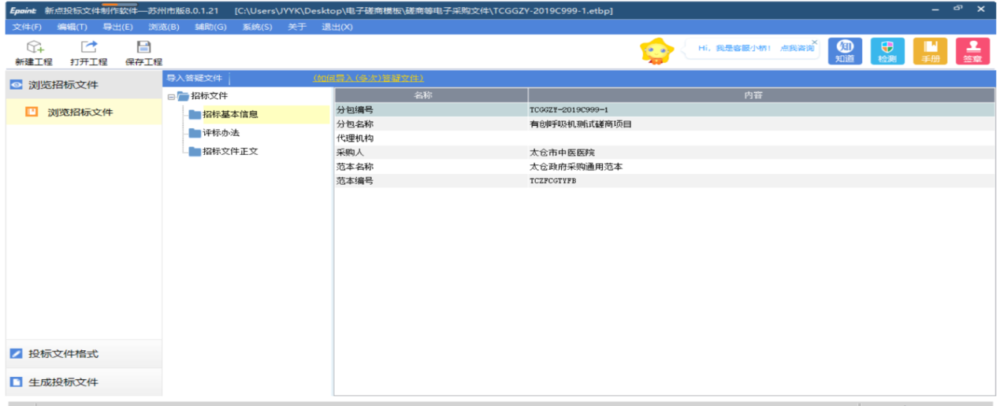 Epoint 新点投标文件制作软件—苏州市版8.0.1.21 [C:\Users\JYYK\Desktop\电子磋商模板\磋商等电子采购文件\TCGGZY-2019C999-1.etbp]
文件(F) 编辑(T) 导出(E) 浏览(B) 辅助(G) 系统(S) 关于 退出(X)
新建工程 打开工程 保存工程
Hi，我是客服小桥！ 点我咨询
知道 检测 手册 签章
浏览招标文件
浏览招标文件
投标文件格式
生成投标文件
导入答疑文件 (如何导入(多次)答疑文件)
招标文件
招标基本信息
评标办法
招标文件正文
名称 内容
分包编号 TCGGZY-2019C999-1
分包名称 有创呼吸机测试磋商项目
代理机构
采购人 太仓市中医医院
范本名称 太仓政府采购通用范本
范本编号 TCZFCGTYFB